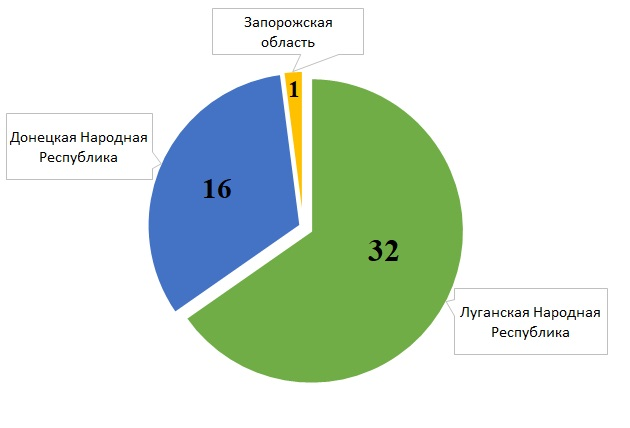 Запорожская
область
1
Донецкая Народная
Республика
16
32
Луганская Народная
Республика